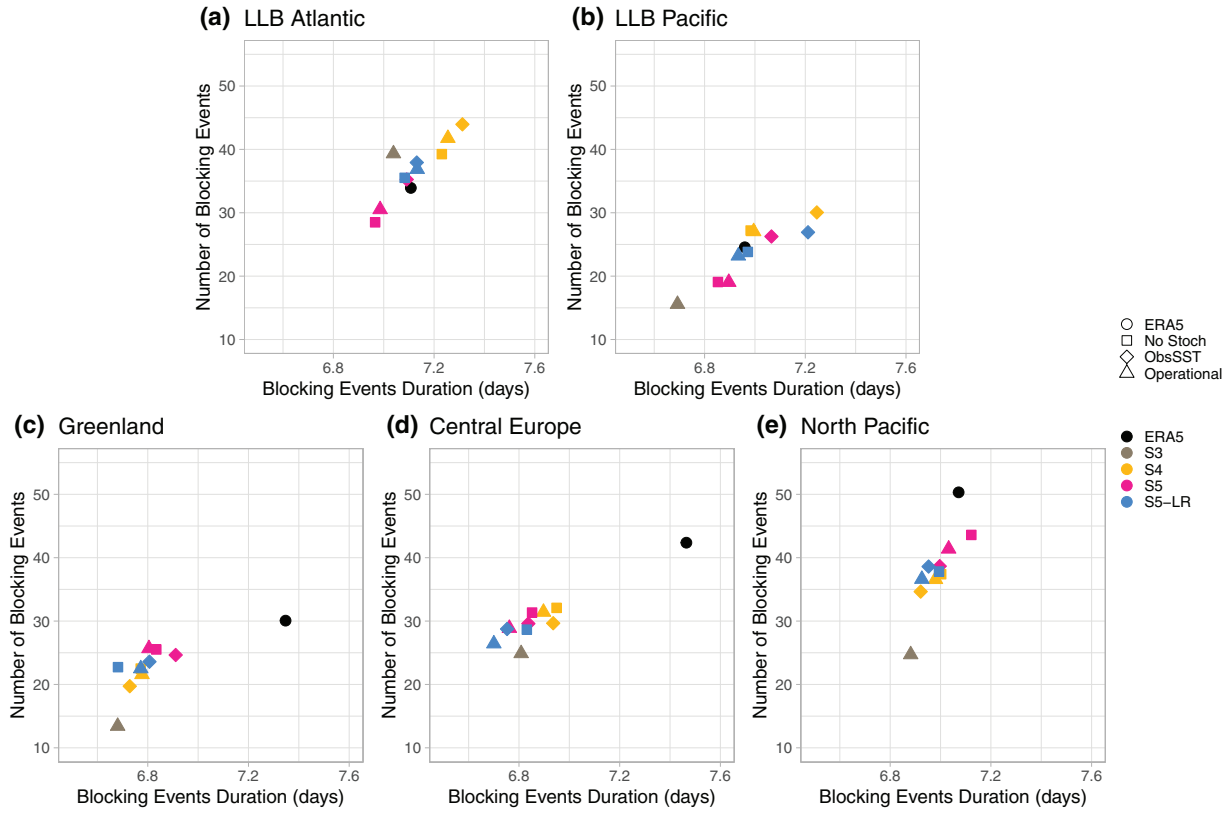 (a) LLB Atlantic
Number of Blocking Events
50
40
30
20
10
6.8 7.2 7.6
Blocking Events Duration (days)
(b) LLB Pacific
Number of Blocking Events
50
40
30
20
10
6.8 7.2 7.6
Blocking Events Duration (days)
(c) Greenland
Number of Blocking Events
50
40
30
20
10
6.8 7.2 7.6
Blocking Events Duration (days)
(d) Central Europe
Number of Blocking Events
50
40
30
20
10
6.8 7.2 7.6
Blocking Events Duration (days)
(e) North Pacific
Number of Blocking Events
50
40
30
20
10
6.8 7.2 7.6
Blocking Events Duration (days)
ERA5
No Stoch
ObsSST
Operational
ERA5
S3
S4
S5
S5−LR